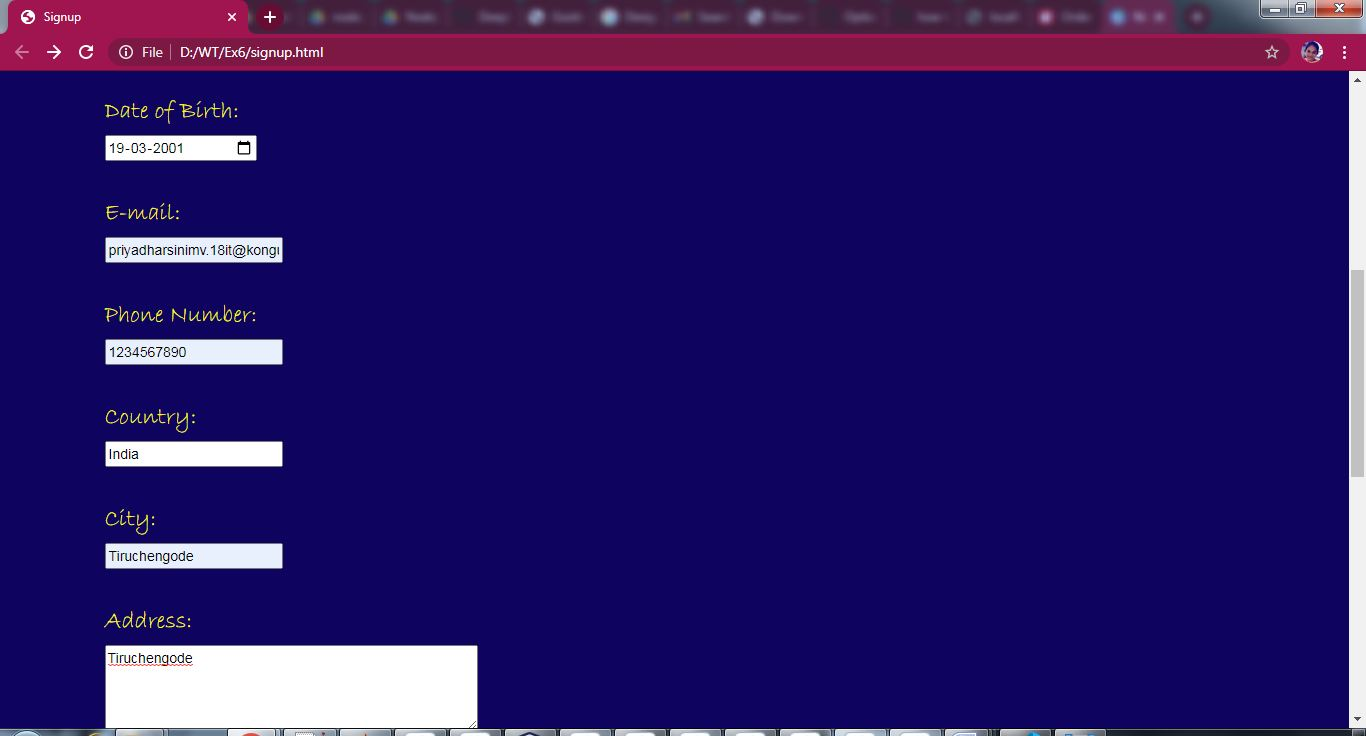 Signup
File D:/WT/Ex6/signup.html
Date of Birth:
19-03-2001
E-mail:
priyadharsinimv.18it@kongu
Phone Number:
1234567890
Country:
India
City:
Tiruchengode
Address:
Tiruchengode